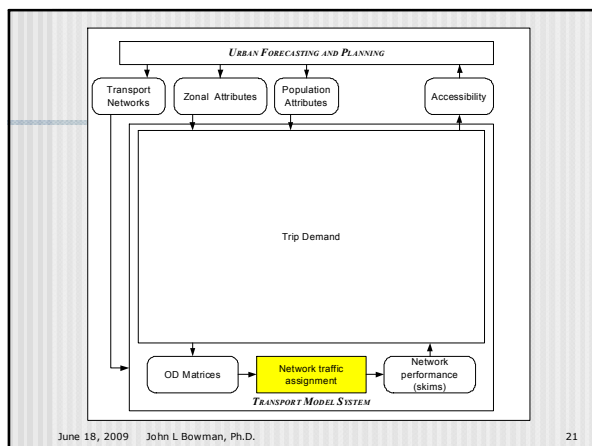 URBAN FORECASTING AND PLANNING
Transport
Networks
Zonal Attributes
Population
Attributes
Accessibility
Trip Demand
OD Matrices
Network traffic
assignment
Network
performance
(skims)
TRANSPORT MODEL SYSTEM
June 18, 2009 John L Bowman, Ph.D. 21